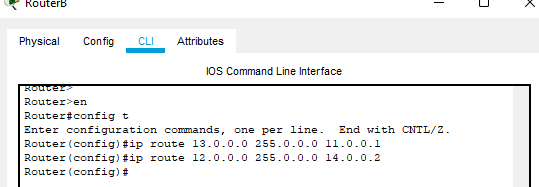 RouterB
Physical Config CLI Attributes
IOS Command Line Interface
Router>
Router>en
Router#config t
Enter configuration commands, one per line. End with CNTL/Z.
Router(config)#ip route 13.0.0.0 255.0.0.0 11.0.0.1
Router(config)#ip route 12.0.0.0 255.0.0.0 14.0.0.2
Router(config)#